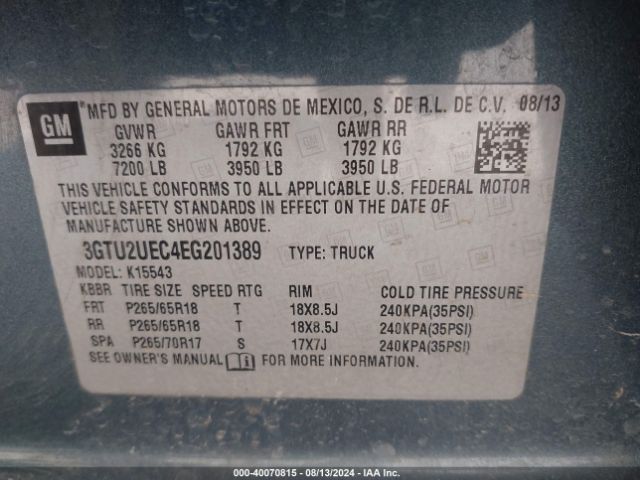 GM
MFD BY GENERAL MOTORS DE MEXICO, S. DE R.L. DE C.V. 08/13
GVWR GAWR FRT GAWR RR
3266 KG 1792 KG 1792 KG
7200 LB 3950 LB 3950 LB
THIS VEHICLE CONFORMS TO ALL APPLICABLE U.S. FEDERAL MOTOR
VEHICLE SAFETY STANDARDS IN EFFECT ON THE DATE OF
MANUFACTURE SHOWN ABOVE.
3GTU2UEC4EG201389 TYPE: TRUCK
MODEL: K15543
KBBR TIRE SIZE SPEED RTG RIM COLD TIRE PRESSURE
FRT P265/65R18 T 18X8.5J 240KPA(35PSI)
RR P265/65R18 T 18X8.5J 240KPA(35PSI)
SPA P265/70R17 S 17X7J 240KPA(35PSI)
SEE OWNER'S MANUAL FOR MORE INFORMATION.
000-40070815 - 08/13/2024 - IAA Inc.